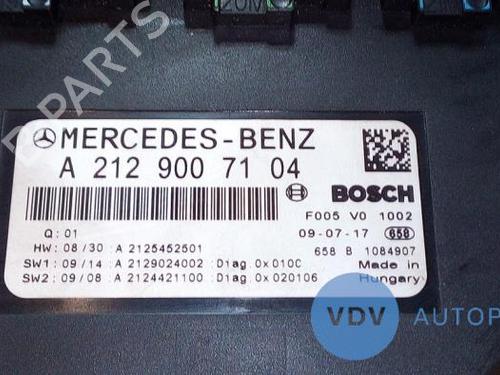 20M
MERCEDES-BENZ
A 212 900 71 04
BOSCH
F005 V0 1002
Q: 01
09-07-17 658
HW: 08/30 A 2125452501
658 B 1084907
SW1: 09/14 A 2129024002 Diag.0x010C
Made in
SW2: 09/08 A 2124421100 Diag.0x020106
Hungary
VDV AUTOP
B-PARTS